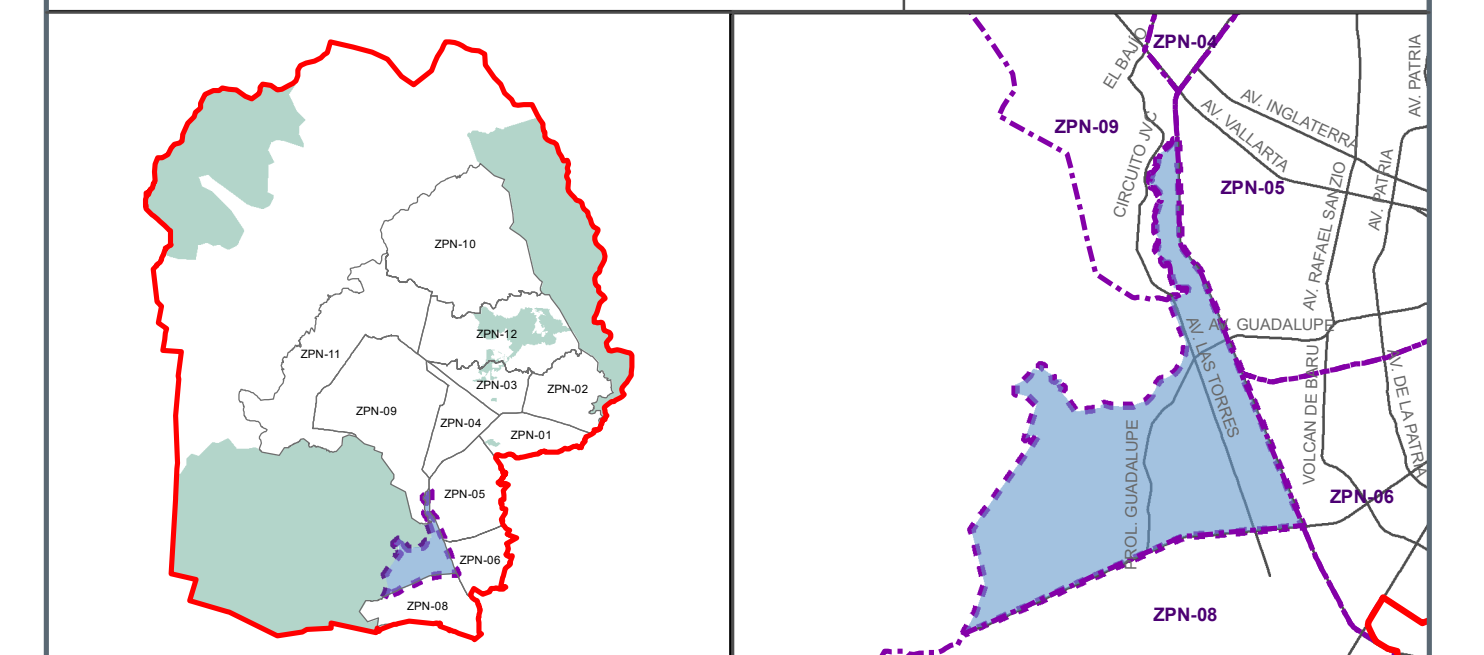 ZPN-10
ZPN-12
ZPN-11
ZPN-03
ZPN-02
ZPN-09
ZPN-04
ZPN-01
ZPN-05
ZPN-06
ZPN-08
EL BAJÍO
ZPN-04
AV. PATRIA
AV. INGLATERRA
ZPN-09
AV. VALLARTA
CIRCUITO JVC
ZPN-05
AV. PATRIA
AV. RAFAEL SANZIO
AV. GUADALUPE
AV. LAS TORRES
VOLCAN DE BARU
AV. DE LA PATRIA
PROL. GUADALUPE
ZPN-06
ZPN-08